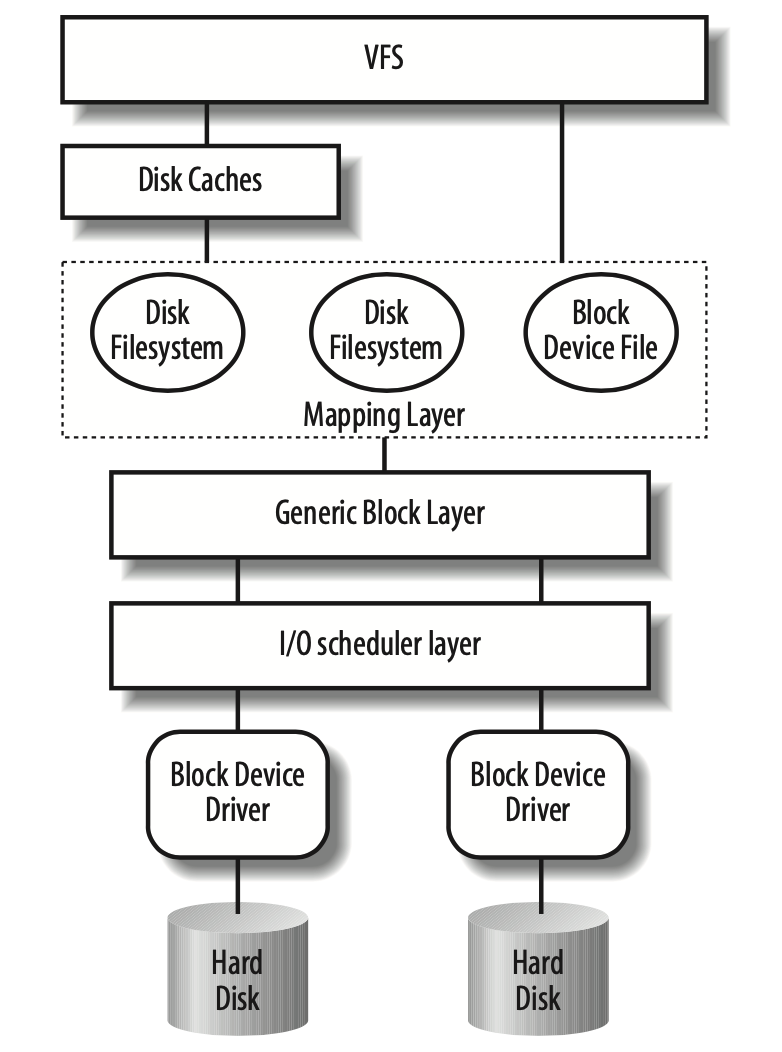 VFS
Disk Caches
Disk
Filesystem
Disk
Filesystem
Block
Device File
Mapping Layer
Generic Block Layer
I/O scheduler layer
Block Device
Driver
Block Device
Driver
Hard
Disk
Hard
Disk